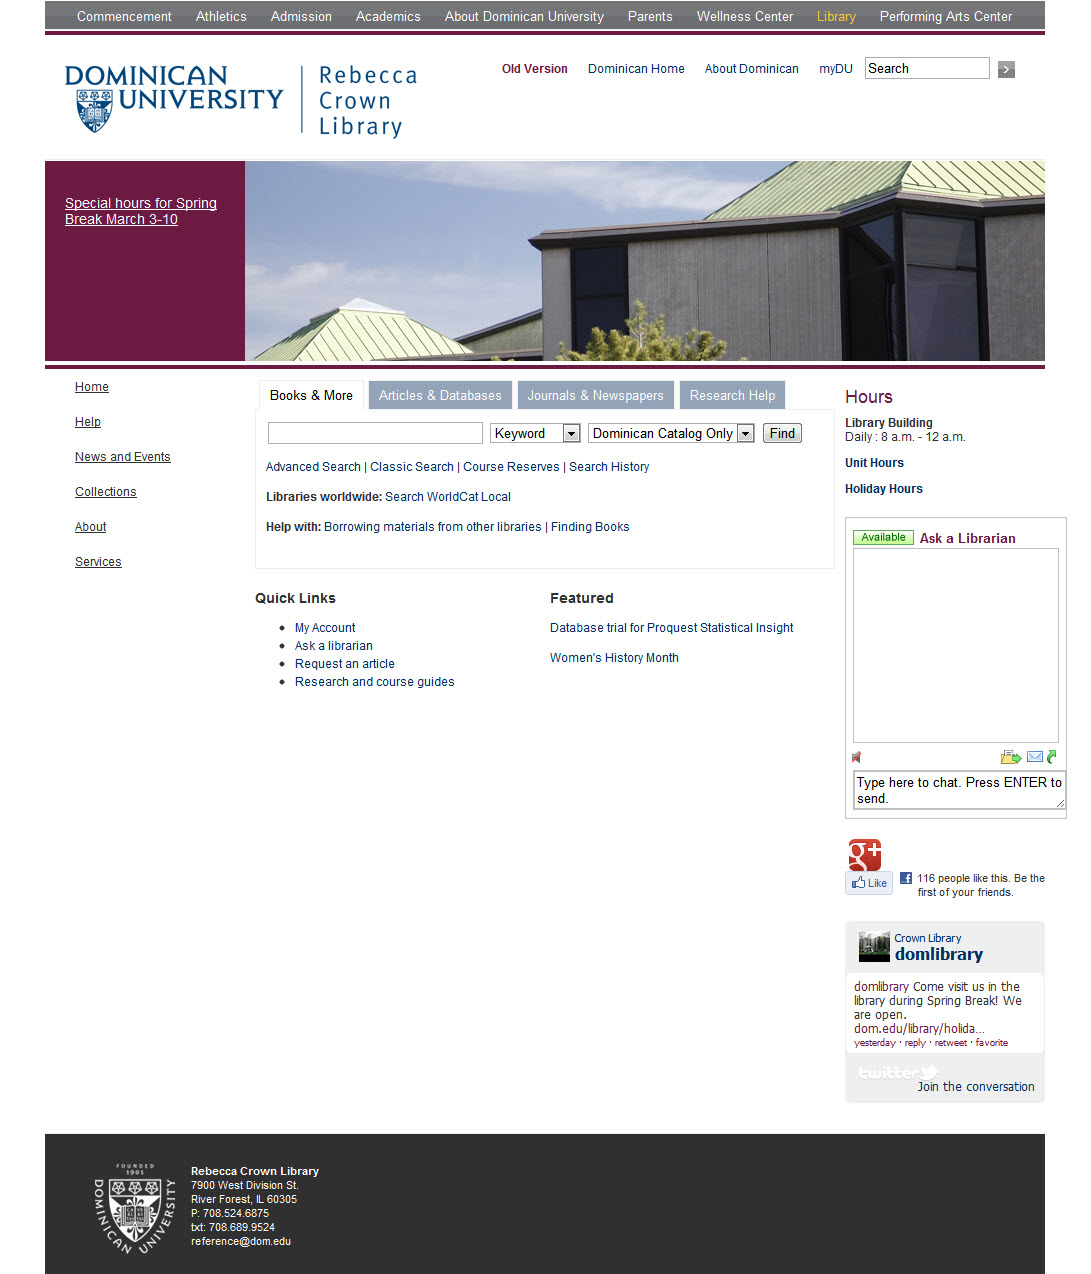 Commencement Athletics Admission Academics About Dominican University Parents Wellness Center Library Performing Arts Center
DOMINICAN
UNIVERSITY
Rebecca
Crown
Library
Old Version Dominican Home About Dominican myDU Search
Special hours for Spring
Break March 3-10
Home
Help
News and Events
Collections
About
Services
Books & More Articles & Databases Journals & Newspapers Research Help
Keyword Dominican Catalog Only Find
Advanced Search | Classic Search | Course Reserves | Search History
Libraries worldwide: Search WorldCat Local
Help with: Borrowing materials from other libraries | Finding Books
Quick Links
My Account
Ask a librarian
Request an article
Research and course guides
Featured
Database trial for Proquest Statistical Insight
Women's History Month
Hours
Library Building
Daily : 8 a.m. - 12 a.m.
Unit Hours
Holiday Hours
Available Ask a Librarian
Type here to chat. Press ENTER to
send.
g+
Like 116 people like this. Be the
first of your friends.
Crown Library
domlibrary
domlibrary Come visit us in the
library during Spring Break! We
are open.
dom.edu/library/holida...
yesterday · reply · retweet · favorite
twitter
Join the conversation
FOUNDED
1901
DOMINICAN UNIVERSITY
Rebecca Crown Library
7900 West Division St.
River Forest, IL 60305
P: 708.524.6875
txt: 708.689.9524
reference@dom.edu